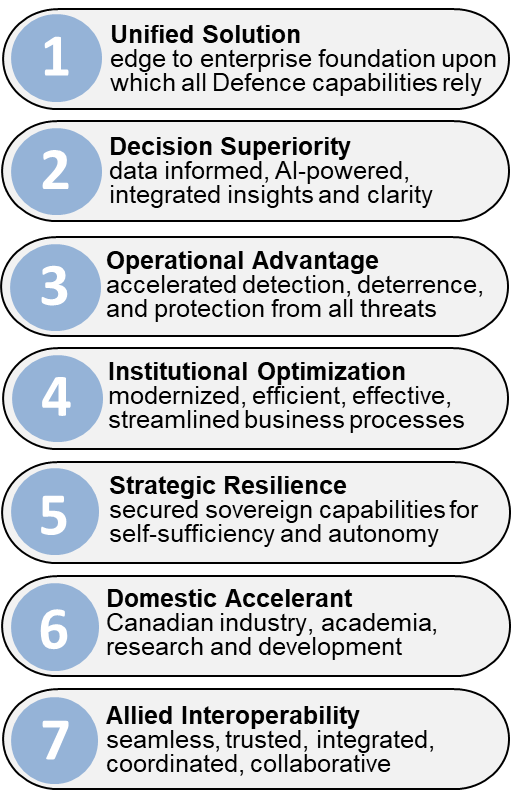 1
Unified Solution
edge to enterprise foundation upon
which all Defence capabilities rely
2
Decision Superiority
data informed, AI-powered,
integrated insights and clarity
3
Operational Advantage
accelerated detection, deterrence,
and protection from all threats
4
Institutional Optimization
modernized, efficient, effective,
streamlined business processes
5
Strategic Resilience
secured sovereign capabilities for
self-sufficiency and autonomy
6
Domestic Accelerant
Canadian industry, academia,
research and development
7
Allied Interoperability
seamless, trusted, integrated,
coordinated, collaborative